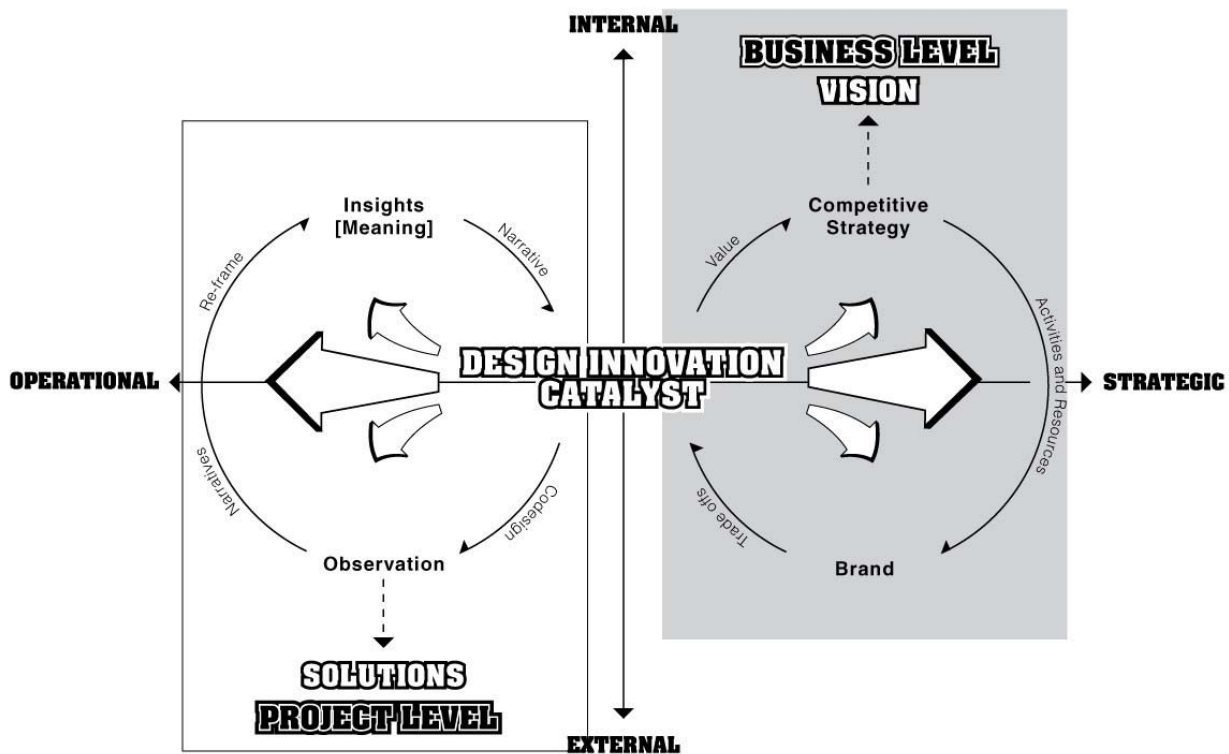 INTERNAL
BUSINESS LEVEL
VISION
Insights
[Meaning]
Narrative
Re-frame
Competitive
Strategy
Value
Activities and Resources
OPERATIONAL
DESIGN INNOVATION
CATALYST
STRATEGIC
Narratives
Codesign
Observation
Trade offs
Brand
SOLUTIONS
PROJECT LEVEL
EXTERNAL